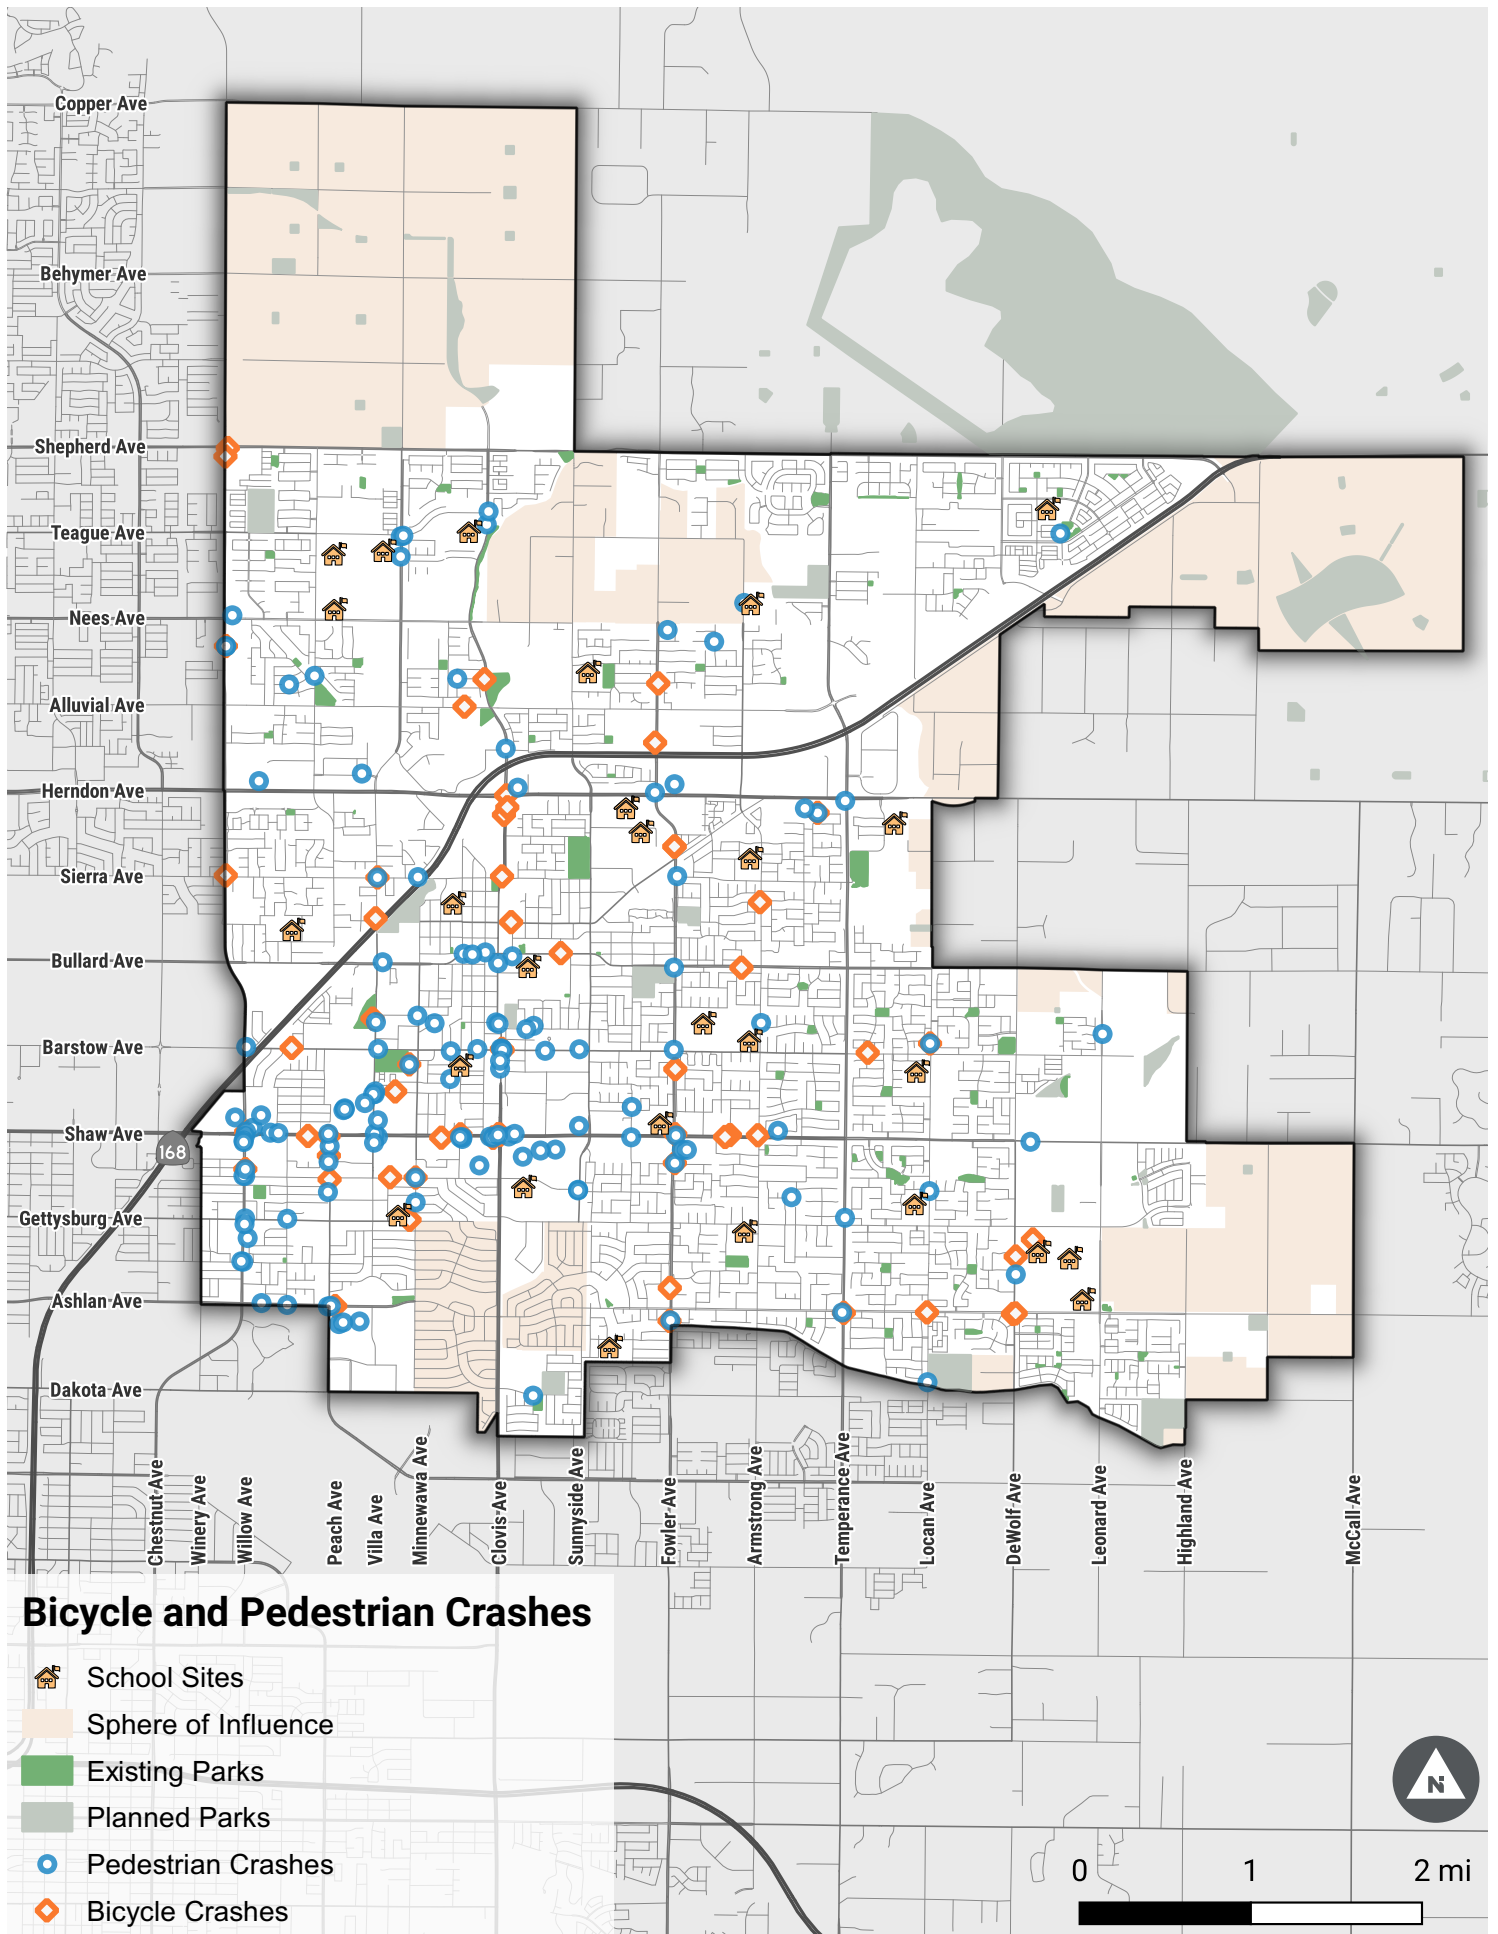 Copper Ave
Behymer Ave
Shepherd Ave
Teague Ave
Nees Ave
Alluvial Ave
Herndon Ave
Sierra Ave
Bullard Ave
Barstow Ave
Shaw Ave
168
Gettysburg Ave
Ashlan Ave
Dakota Ave
Chestnut Ave
Winery Ave
Willow Ave
Peach Ave
Villa Ave
Minnewawa Ave
Clovis Ave
Sunnyside Ave
Fowler Ave
Armstrong Ave
Temperance Ave
Locan Ave
DeWolf Ave
Leonard Ave
Highland Ave
McCall Ave
Bicycle and Pedestrian Crashes
School Sites
Sphere of Influence
Existing Parks
Planned Parks
Pedestrian Crashes
Bicycle Crashes
N
0 1 2 mi